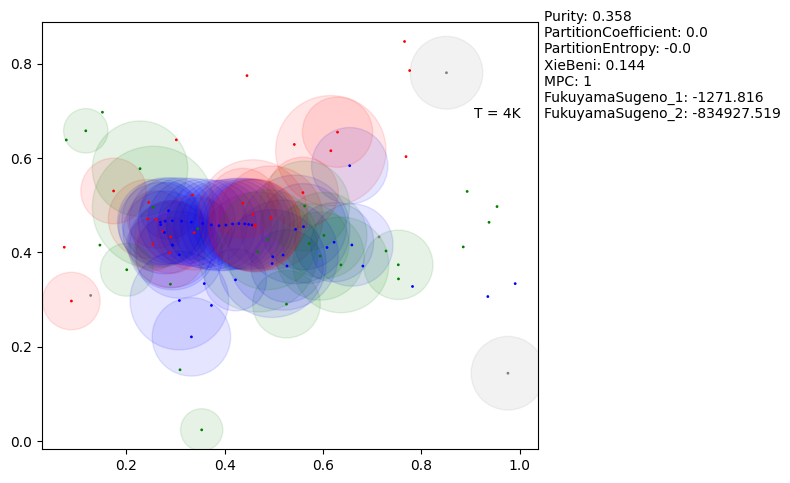 Purity: 0.358
PartitionCoefficient: 0.0
PartitionEntropy: -0.0
XieBeni: 0.144
MPC: 1
FukuyamaSugeno_1: -1271.816
FukuyamaSugeno_2: -834927.519
T = 4K
0.8
0.6
0.4
0.2
0.0
0.2 0.4 0.6 0.8 1.0